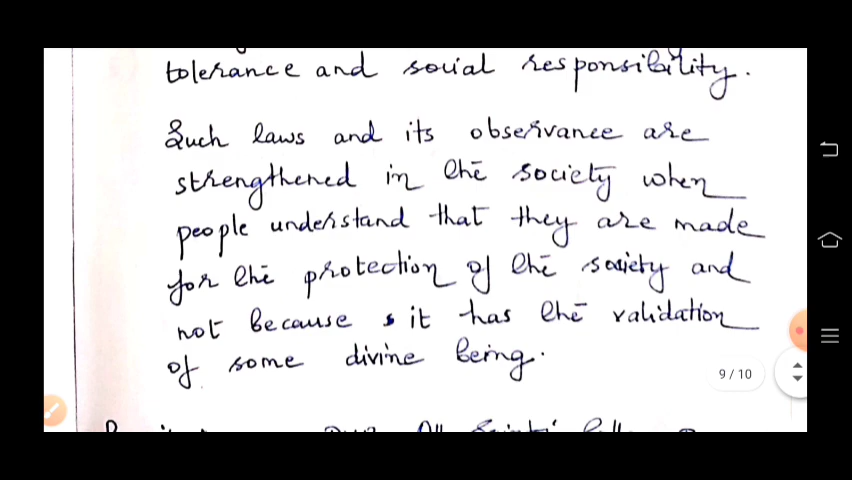 tolerance and social responsibility.
Such laws and its observance are
strengthened in the society when
people understand that they are made
for the protection of the society and
not because it has the validation
of some divine being.
9 / 10